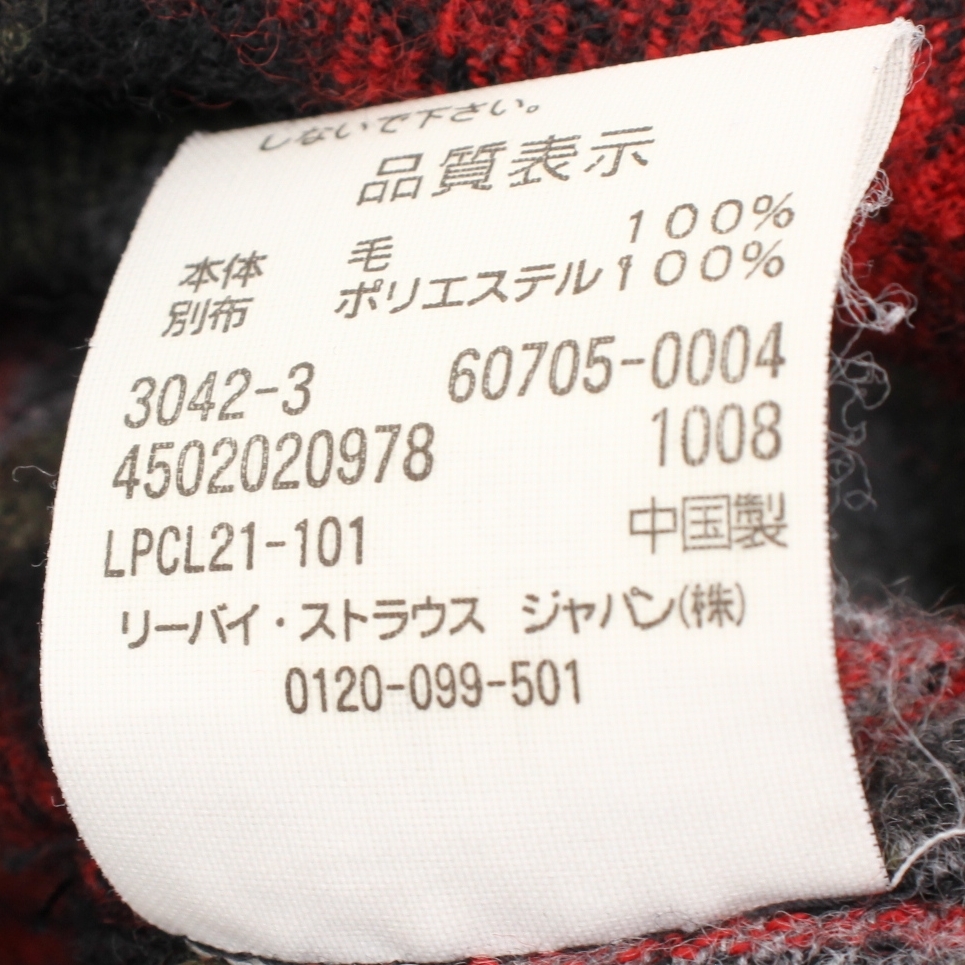 しないで下さい。
品質表示
本体 毛 100%
別布 ポリエステル100%
3042-3 60705-0004
4502020978 1008
LPCL21-101 中国製
リーバイ・ストラウス ジャパン(株)
0120-099-501